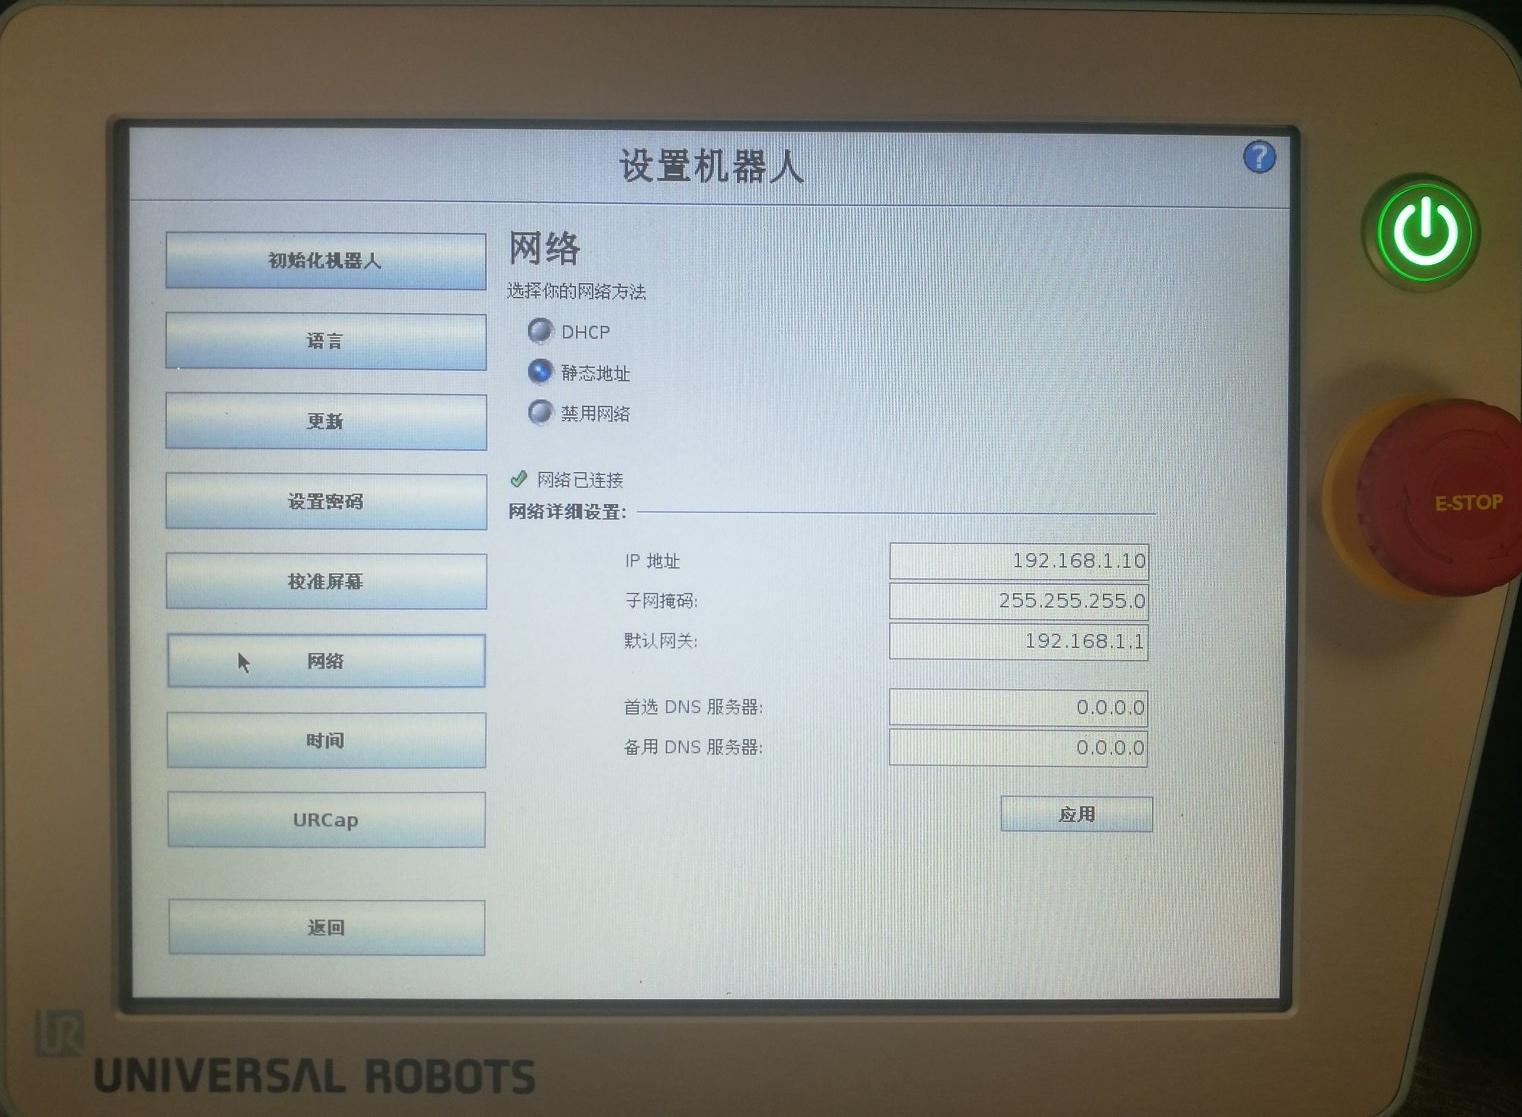 E-STOP
设置机器人
?
初始化机器人
语言
更新
设置密码
校准屏幕
网络
时间
URCap
返回
网络
选择你的网络方法
DHCP
静态地址
禁用网络
网络已连接
网络详细设置:
IP 地址 192.168.1.10
子网掩码: 255.255.255.0
默认网关: 192.168.1.1
首选 DNS 服务器: 0.0.0.0
备用 DNS 服务器: 0.0.0.0
应用
UR UNIVERSAL ROBOTS